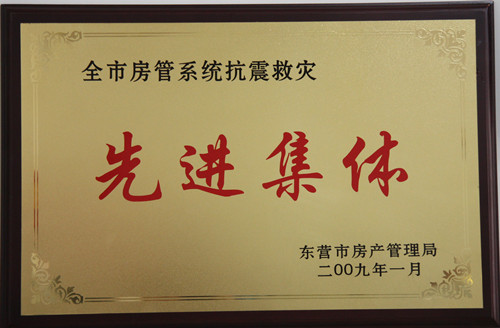 全市房管系统抗震救灾
先进集体
东营市房产管理局
二00九年一月